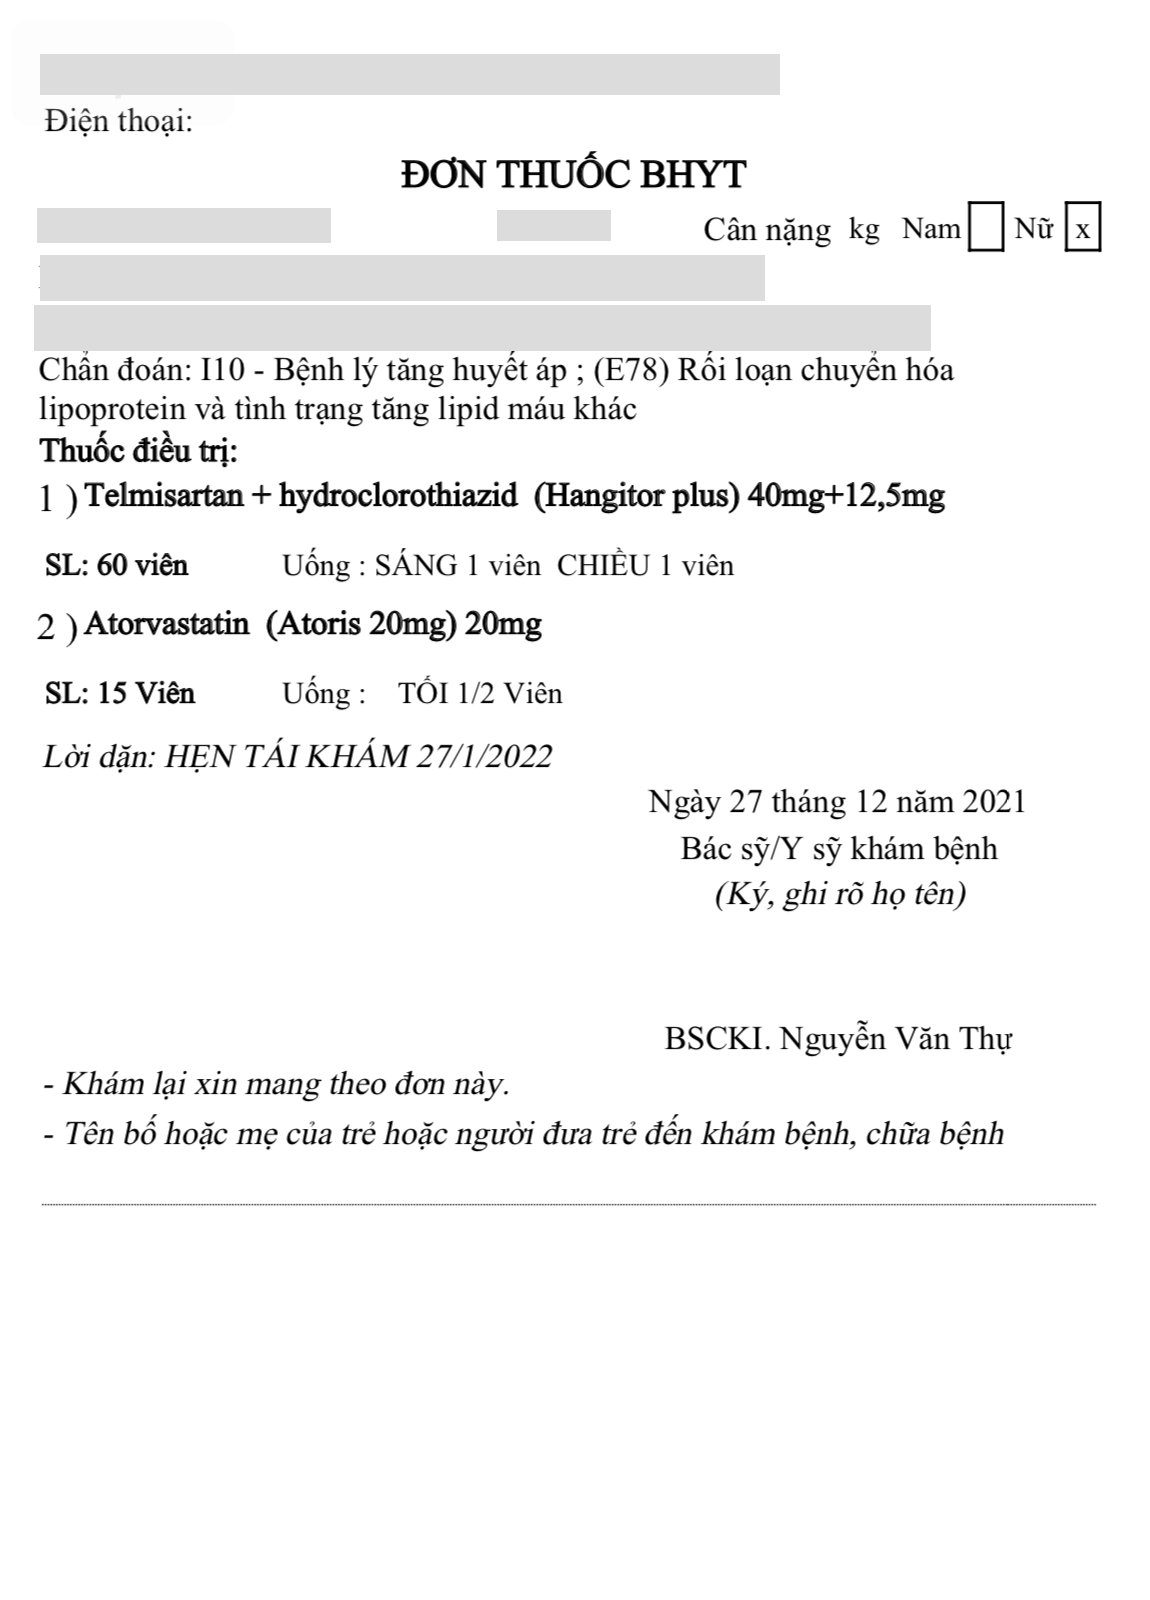 Điện thoại:
ĐƠN THUỐC BHYT
Cân nặng kg Nam Nữ x
Chẩn đoán: I10 - Bệnh lý tăng huyết áp ; (E78) Rối loạn chuyển hóa
lipoprotein và tình trạng tăng lipid máu khác
Thuốc điều trị:
1 ) Telmisartan + hydroclorothiazid (Hangitor plus) 40mg+12,5mg
SL: 60 viên Uống : SÁNG 1 viên CHIỀU 1 viên
2 ) Atorvastatin (Atoris 20mg) 20mg
SL: 15 Viên Uống : TỐI 1/2 Viên
Lời dặn: HẸN TÁI KHÁM 27/1/2022
Ngày 27 tháng 12 năm 2021
Bác sỹ/Y sỹ khám bệnh
(Ký, ghi rõ họ tên)
BSCKI. Nguyễn Văn Thự
- Khám lại xin mang theo đơn này.
- Tên bố hoặc mẹ của trẻ hoặc người đưa trẻ đến khám bệnh, chữa bệnh